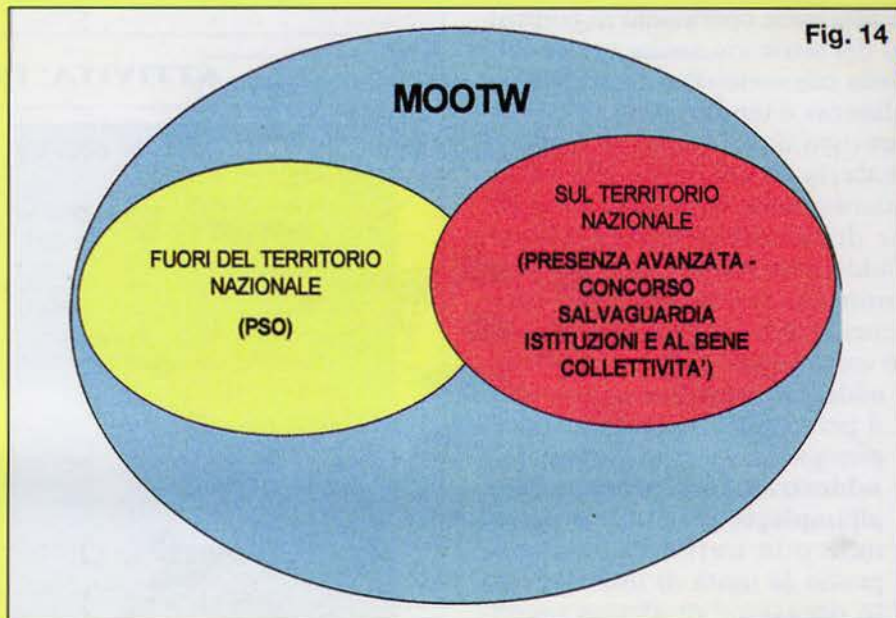 Fig. 14
MOOTW
FUORI DEL TERRITORIO
NAZIONALE
(PSO)
SUL TERRITORIO
NAZIONALE
(PRESENZA AVANZATA -
CONCORSO
SALVAGUARDIA
ISTITUZIONI E AL BENE
COLLETTIVITA')